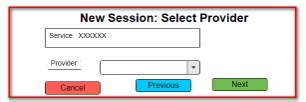 New Session: Select Provider
Service: XXXXXX
Provider:
Cancel Previous Next